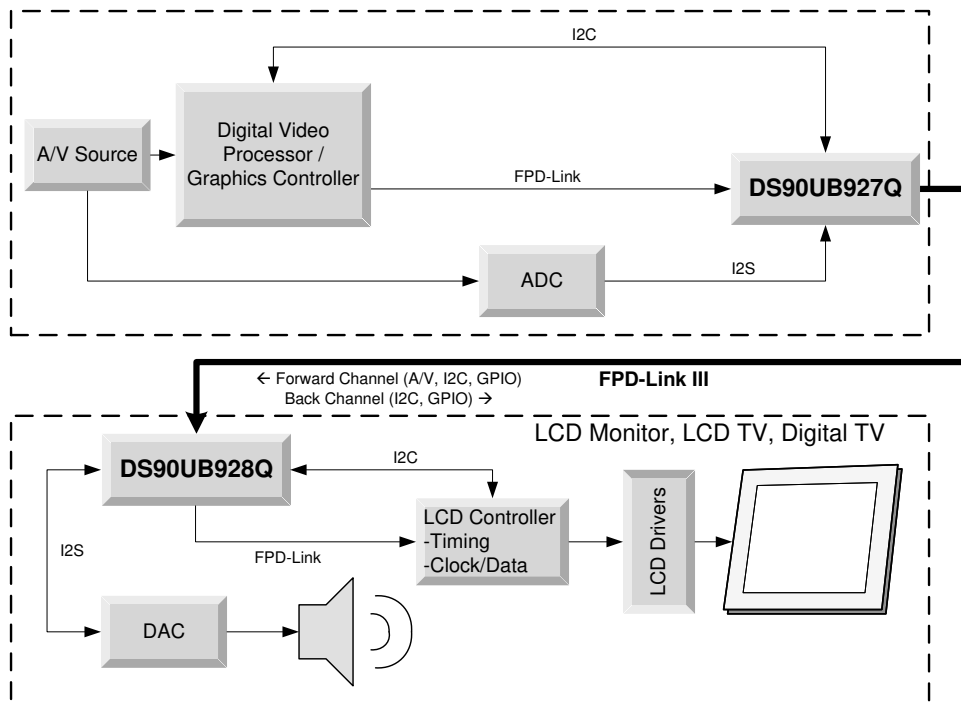 I2C
A/V Source
Digital Video
Processor /
Graphics Controller
FPD-Link
DS90UB927Q
ADC
I2S
← Forward Channel (A/V, I2C, GPIO)
Back Channel (I2C, GPIO) →
FPD-Link III
LCD Monitor, LCD TV, Digital TV
DS90UB928Q
I2C
I2S
FPD-Link
LCD Controller
-Timing
-Clock/Data
LCD Drivers
DAC